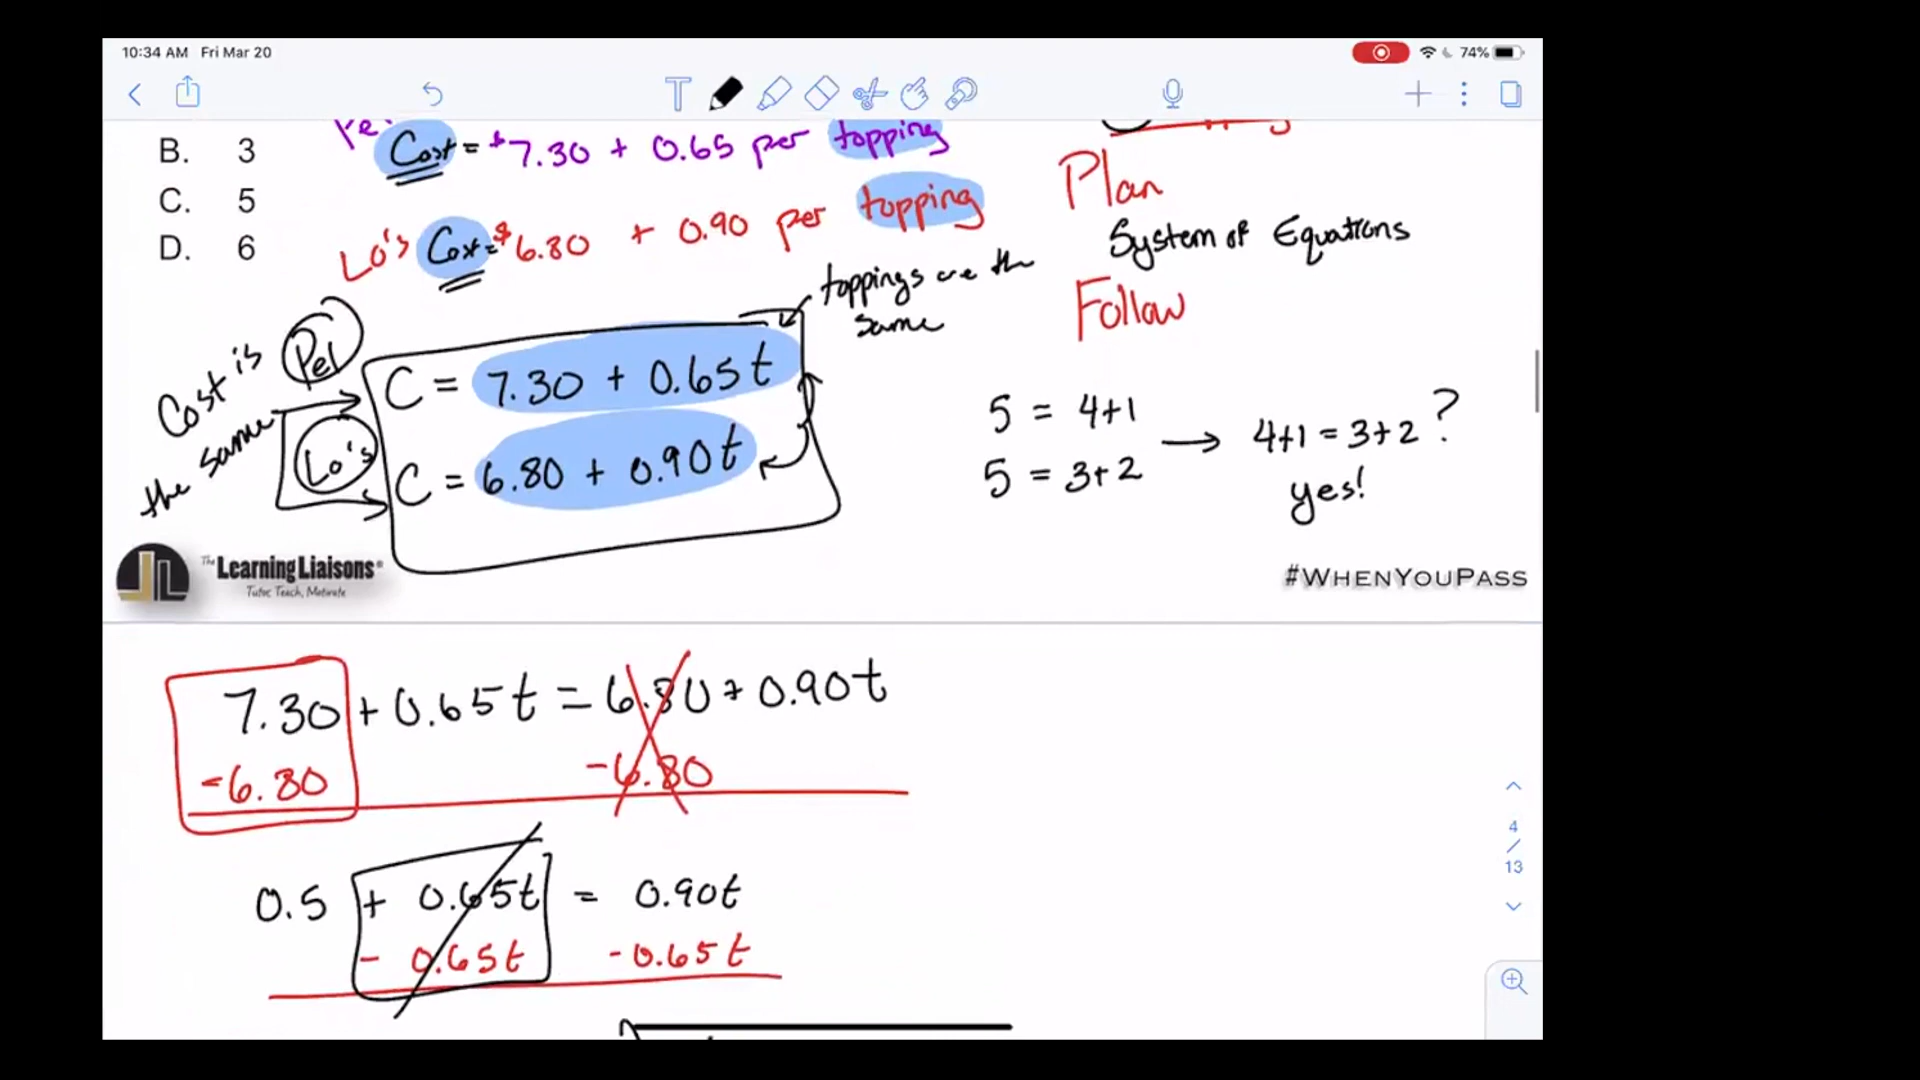 10:34 AM Fri Mar 20
74%
B. 3
Cost = $7.30 + 0.65 per topping
C. 5
D. 6
Lo's Cost = $6.80 + 0.90 per topping
Plan
System of Equations
Follow
toppings are the
same
Cost is
the same
Pel
C = 7.30 + 0.65t
Lo's
C = 6.80 + 0.90t
5 = 4+1
5 = 3+2
→ 4+1 = 3+2 ?
yes!
The Learning Liaisons®
Tutor, Teach, Motivate
#WHENYOUPASS
7.30 + 0.65t = 6.80 + 0.90t
-6.80 -6.80
0.5 + 0.65t = 0.90t
- 0.65t -0.65t
4
/
13